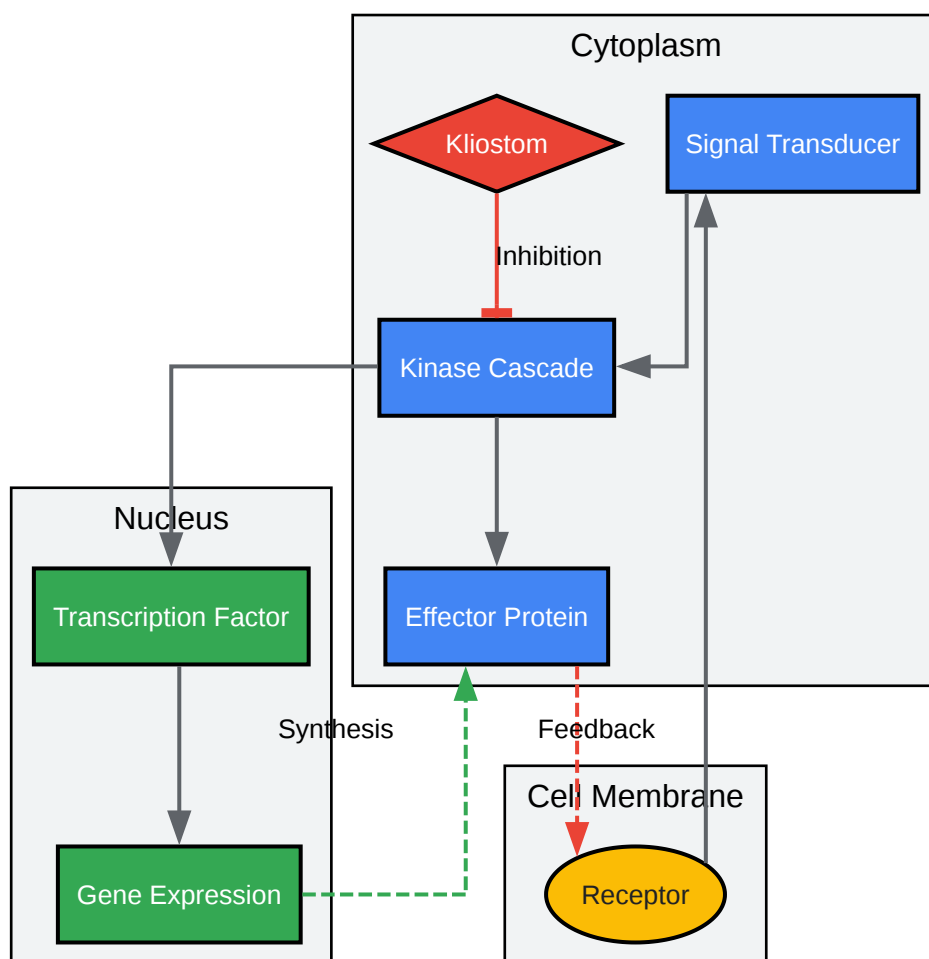 Cytoplasm
Kliostom
Signal Transducer
Inhibition
Kinase Cascade
Nucleus
Transcription Factor
Effector Protein
Synthesis
Feedback
Cell Membrane
Gene Expression
Receptor